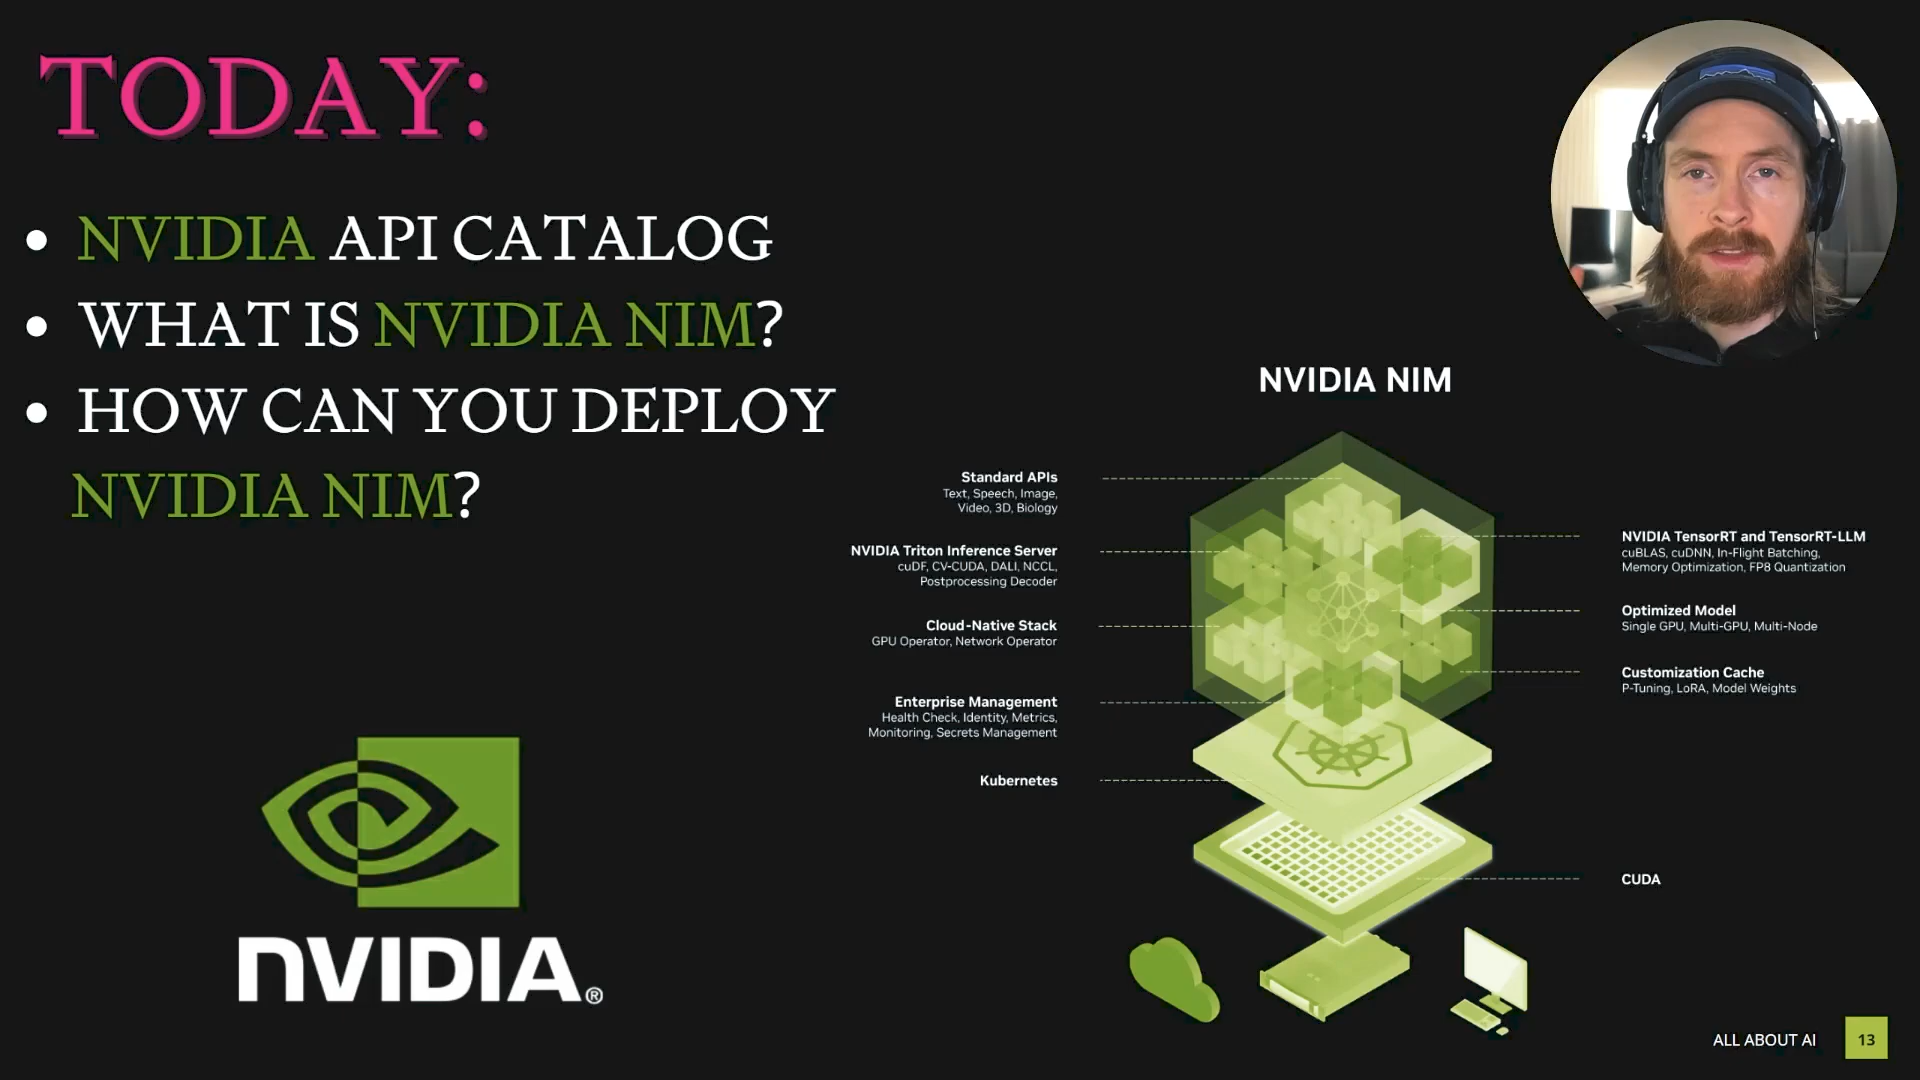 TODAY:
• NVIDIA API CATALOG
• WHAT IS NVIDIA NIM?
• HOW CAN YOU DEPLOY
NVIDIA NIM?
NVIDIA NIM
Standard APIs
Text, Speech, Image,
Video, 3D, Biology
NVIDIA Triton Inference Server
cuDF, CV-CUDA, DALI, NCCL,
Postprocessing Decoder
Cloud-Native Stack
GPU Operator, Network Operator
Enterprise Management
Health Check, Identity, Metrics,
Monitoring, Secrets Management
Kubernetes
NVIDIA TensorRT and TensorRT-LLM
cuBLAS, cuDNN, In-Flight Batching,
Memory Optimization, FP8 Quantization
Optimized Model
Single GPU, Multi-GPU, Multi-Node
Customization Cache
P-Tuning, LoRA, Model Weights
CUDA
NVIDIA®
ALL ABOUT AI
13